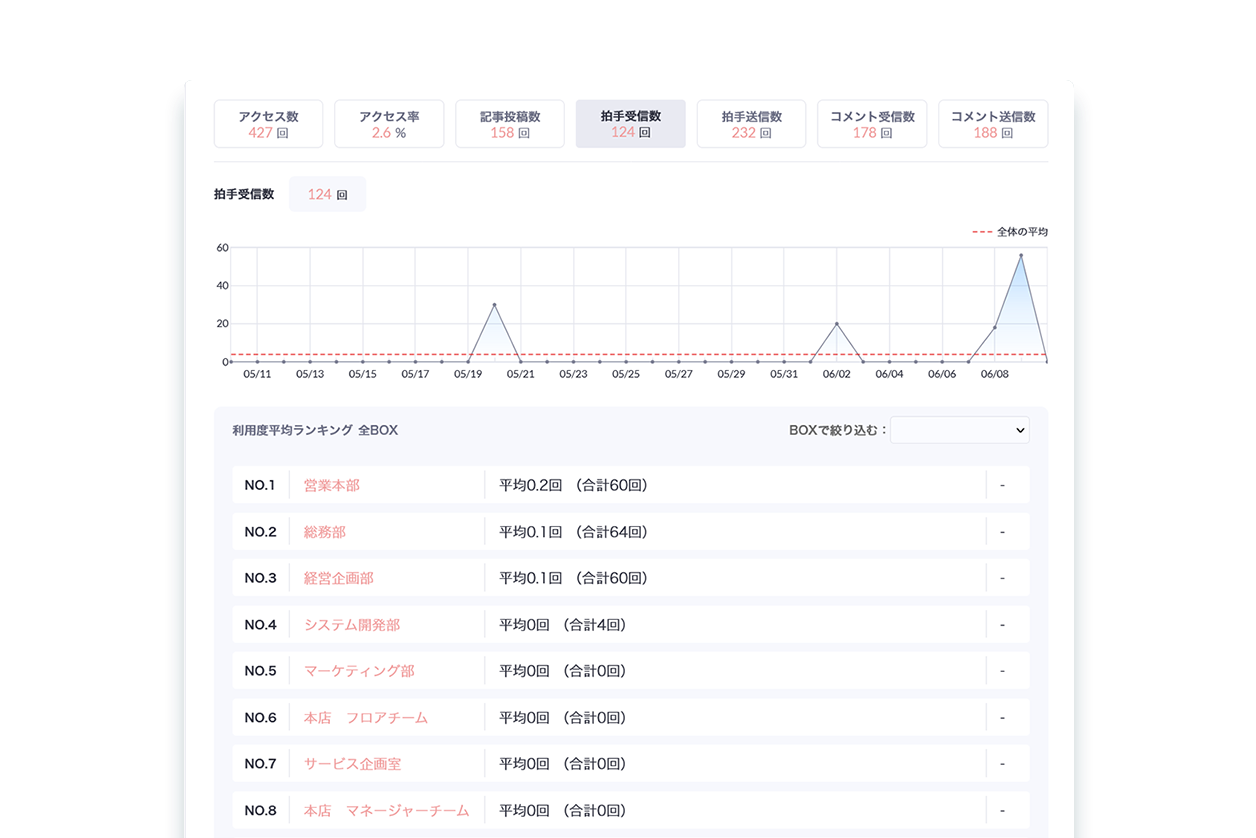 アクセス数 アクセス率 記事投稿数 拍手受信数 拍手送信数 コメント受信数 コメント送信数
427 回 2.6 % 158 回 124 回 232 回 178 回 188 回
拍手受信数 124 回
全体の平均
60
40
20
0
05/11 05/13 05/15 05/17 05/19 05/21 05/23 05/25 05/27 05/29 05/31 06/02 06/04 06/06 06/08
利用度平均ランキング 全BOX BOXで絞り込む：
NO.1 営業本部 平均0.2回 （合計60回） -
NO.2 総務部 平均0.1回 （合計64回） -
NO.3 経営企画部 平均0.1回 （合計60回） -
NO.4 システム開発部 平均0回 （合計4回） -
NO.5 マーケティング部 平均0回 （合計0回） -
NO.6 本店　フロアチーム 平均0回 （合計0回） -
NO.7 サービス企画室 平均0回 （合計0回） -
NO.8 本店　マネージャーチーム 平均0回 （合計0回） -